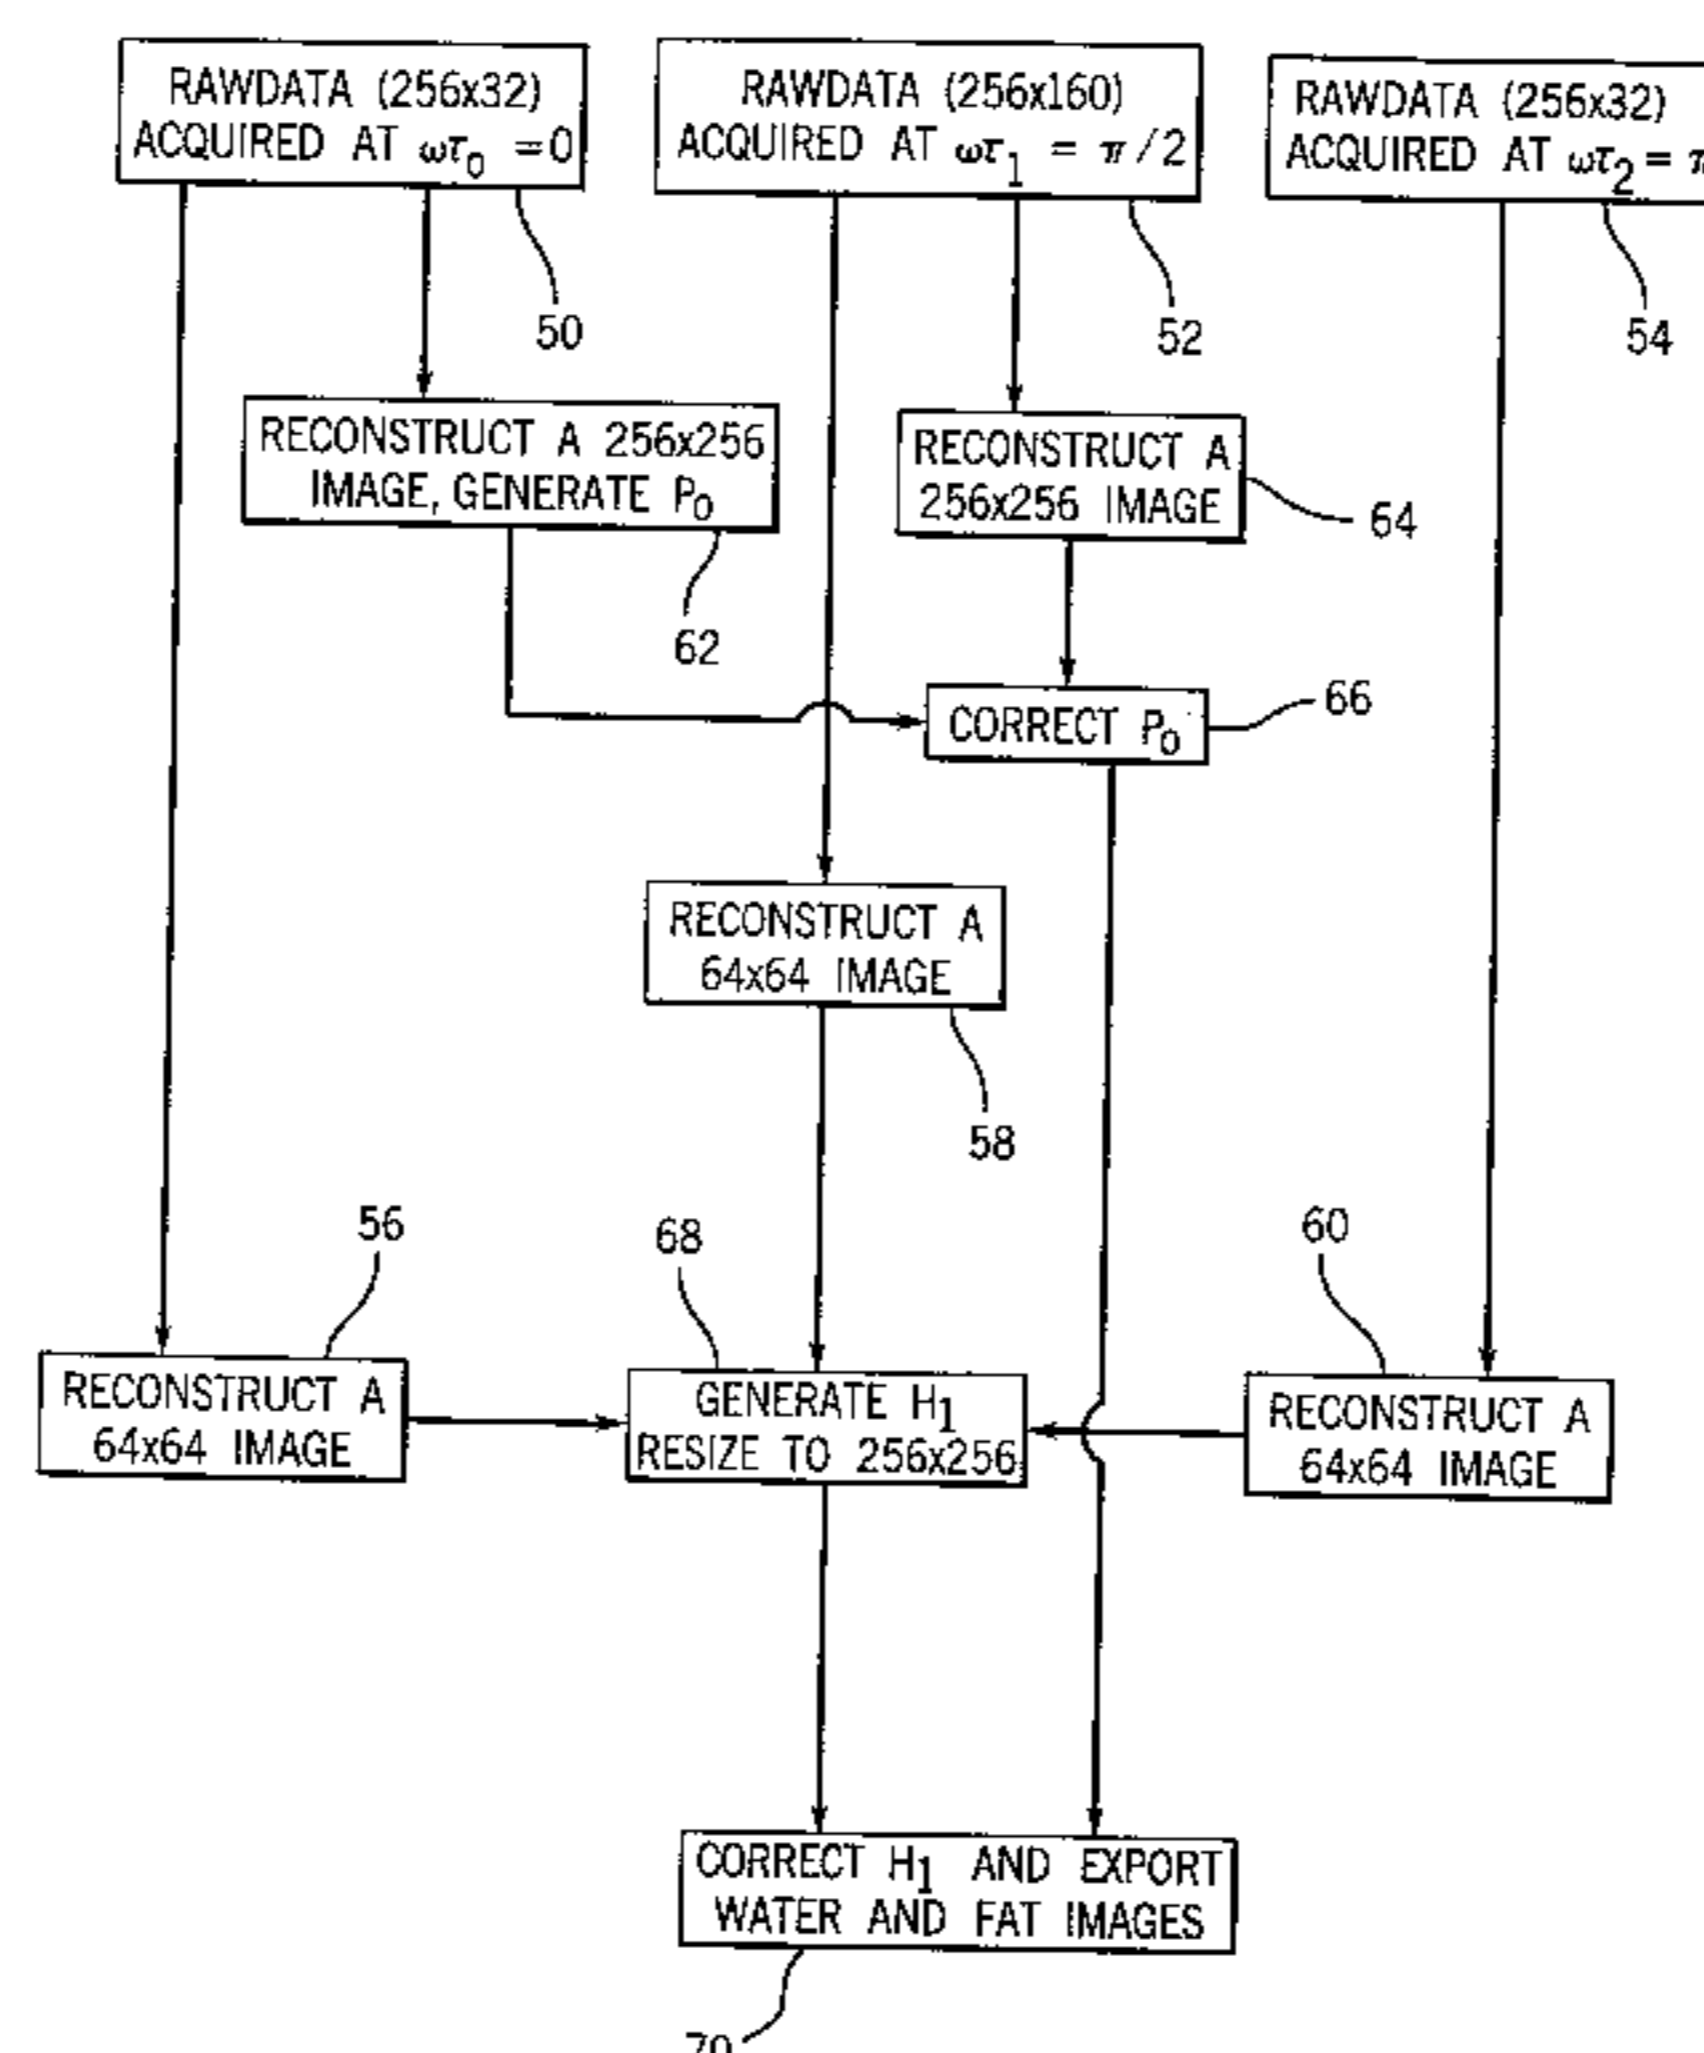 RAWDATA (256x32)
ACQUIRED AT ωτ₀ = 0
RAWDATA (256x160)
ACQUIRED AT ωτ₁ = π/2
RAWDATA (256x32)
ACQUIRED AT ωτ₂ = π
50
52
54
RECONSTRUCT A 256x256
IMAGE, GENERATE P₀
RECONSTRUCT A
256x256 IMAGE
64
62
CORRECT P₀
66
RECONSTRUCT A
64x64 IMAGE
58
56
68
60
RECONSTRUCT A
64x64 IMAGE
GENERATE H₁
RESIZE TO 256x256
RECONSTRUCT A
64x64 IMAGE
CORRECT H₁ AND EXPORT
WATER AND FAT IMAGES
70